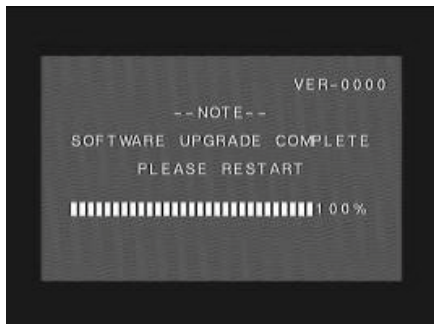 VER-0000
--NOTE--
SOFTWARE UPGRADE COMPLETE
PLEASE RESTART
100%